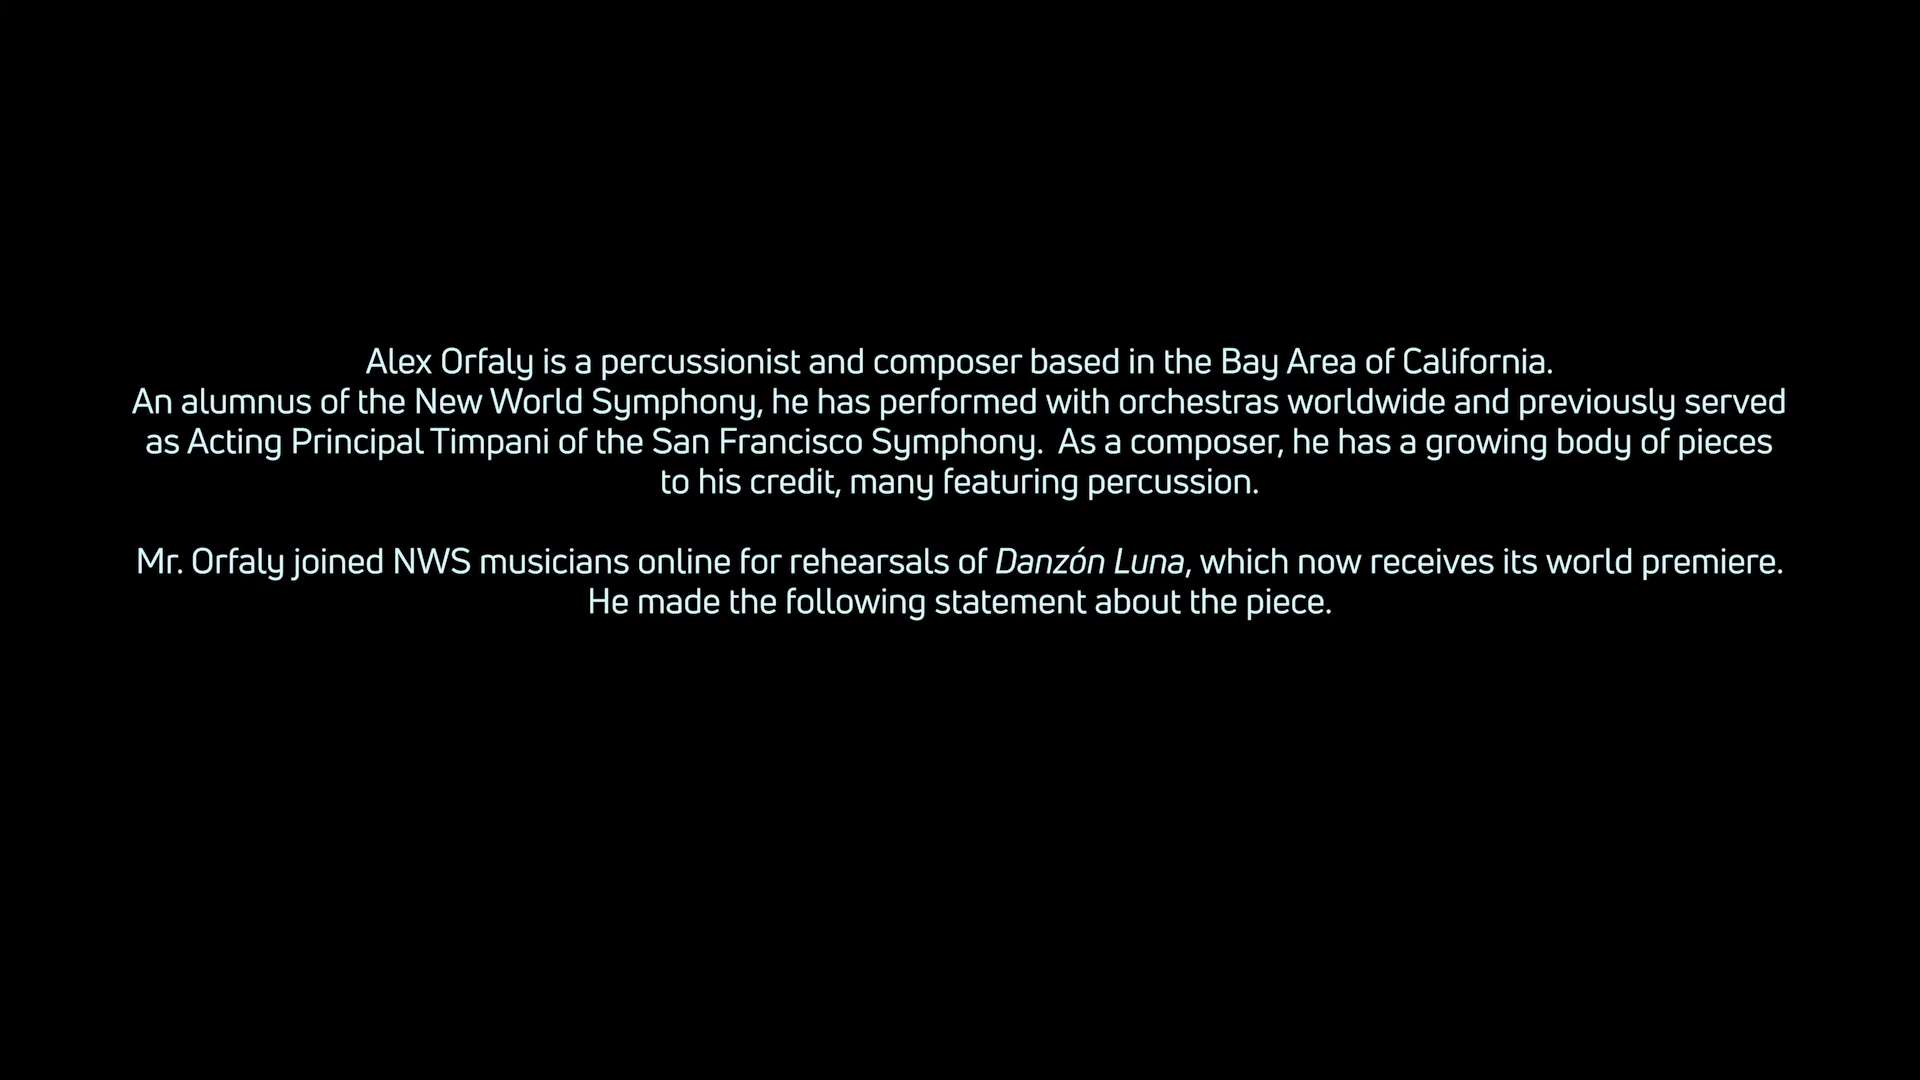 Alex Orfaly is a percussionist and composer based in the Bay Area of California.
An alumnus of the New World Symphony, he has performed with orchestras worldwide and previously served
as Acting Principal Timpani of the San Francisco Symphony.  As a composer, he has a growing body of pieces
to his credit, many featuring percussion.
Mr. Orfaly joined NWS musicians online for rehearsals of Danzón Luna, which now receives its world premiere.
He made the following statement about the piece.